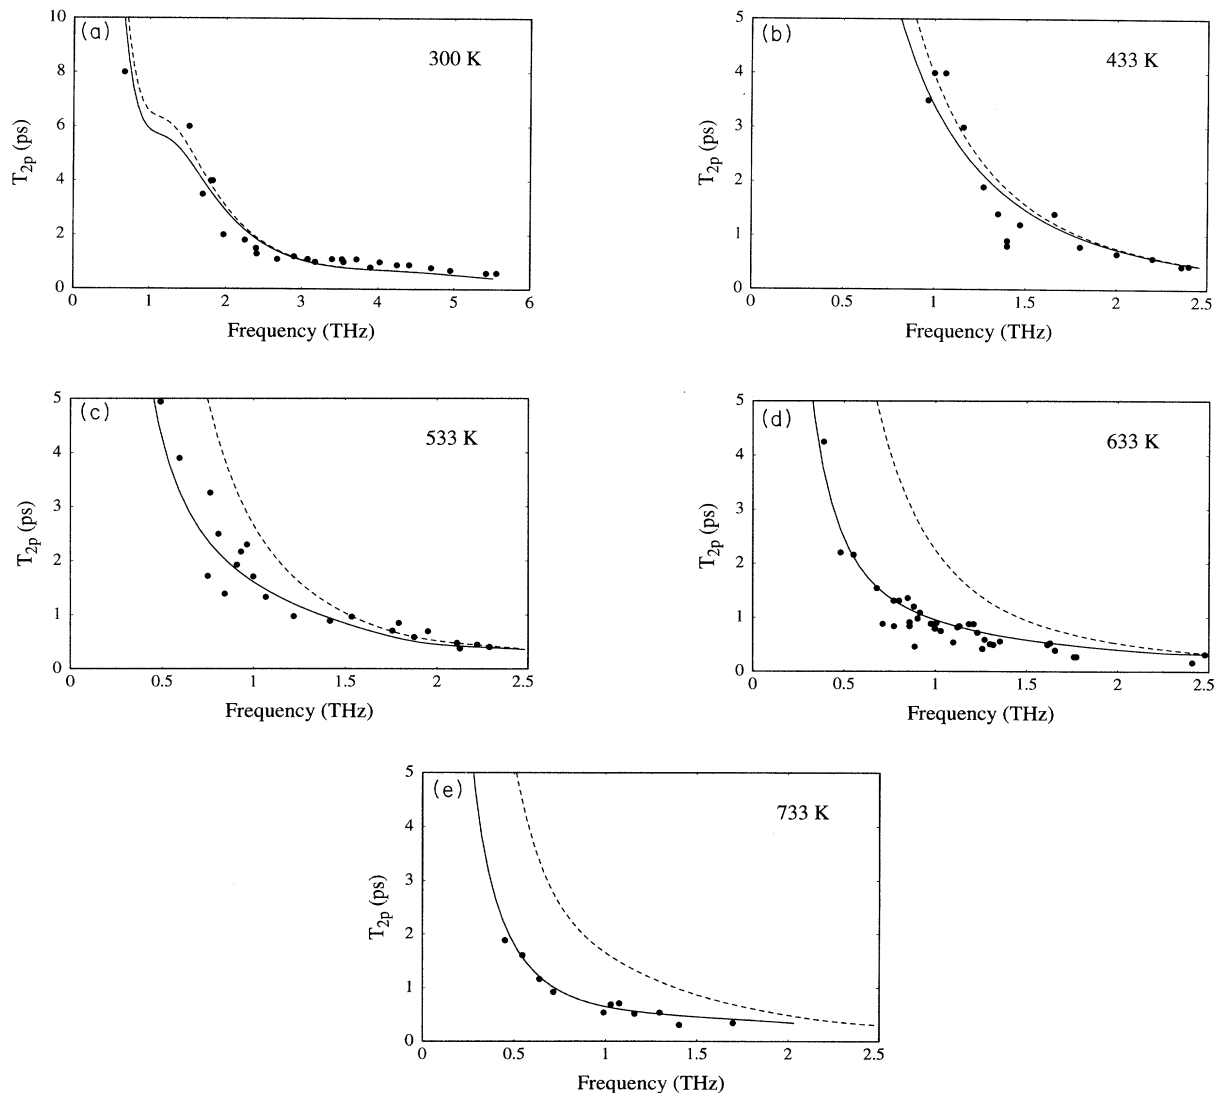 (a)
300 K
10
8
6
4
2
0
T2p (ps)
0 1 2 3 4 5 6
Frequency (THz)
(b)
433 K
5
4
3
2
1
0
T2p (ps)
0 0.5 1 1.5 2 2.5
Frequency (THz)
(c)
533 K
5
4
3
2
1
0
T2p (ps)
0 0.5 1 1.5 2 2.5
Frequency (THz)
(d)
633 K
5
4
3
2
1
0
T2p (ps)
0 0.5 1 1.5 2 2.5
Frequency (THz)
(e)
733 K
5
4
3
2
1
0
T2p (ps)
0 0.5 1 1.5 2 2.5
Frequency (THz)